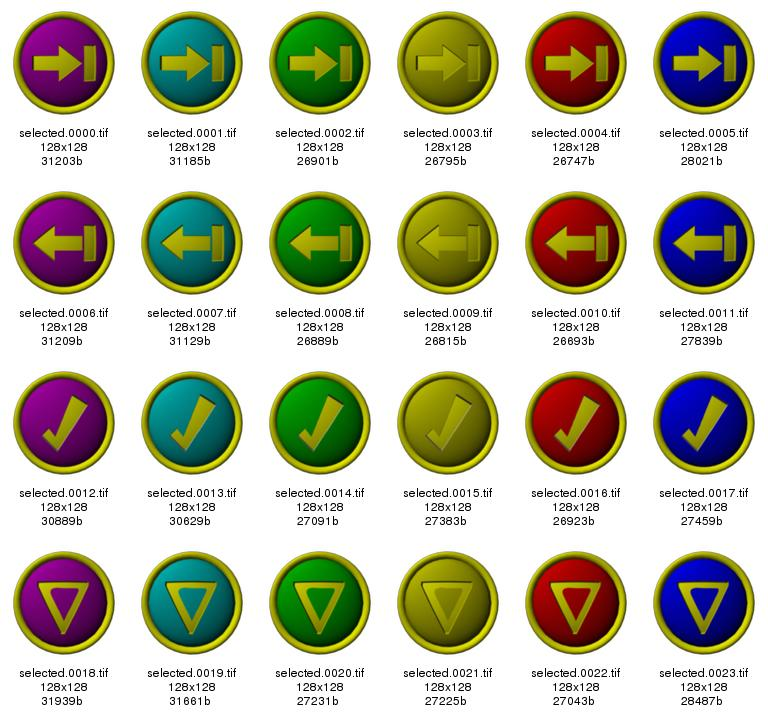 selected.0000.tif selected.0001.tif selected.0002.tif selected.0003.tif selected.0004.tif selected.0005.tif
128x128 128x128 128x128 128x128 128x128 128x128
31203b 31185b 26901b 26795b 26747b 28021b
selected.0006.tif selected.0007.tif selected.0008.tif selected.0009.tif selected.0010.tif selected.0011.tif
128x128 128x128 128x128 128x128 128x128 128x128
31209b 31129b 26889b 26815b 26693b 27839b
selected.0012.tif selected.0013.tif selected.0014.tif selected.0015.tif selected.0016.tif selected.0017.tif
128x128 128x128 128x128 128x128 128x128 128x128
30889b 30629b 27091b 27383b 26923b 27459b
selected.0018.tif selected.0019.tif selected.0020.tif selected.0021.tif selected.0022.tif selected.0023.tif
128x128 128x128 128x128 128x128 128x128 128x128
31939b 31661b 27231b 27225b 27043b 28487b